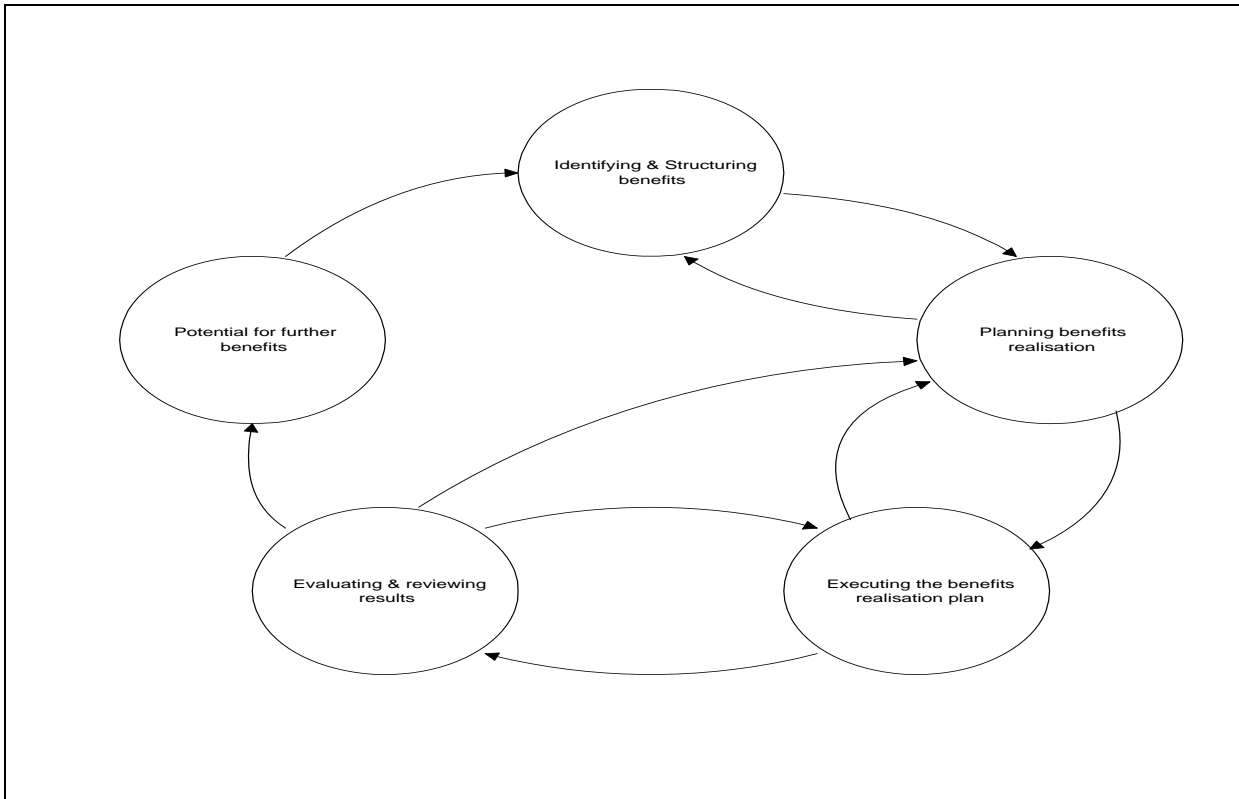 Identifying & Structuring
benefits
Potential for further
benefits
Planning benefits
realisation
Evaluating & reviewing
results
Executing the benefits
realisation plan